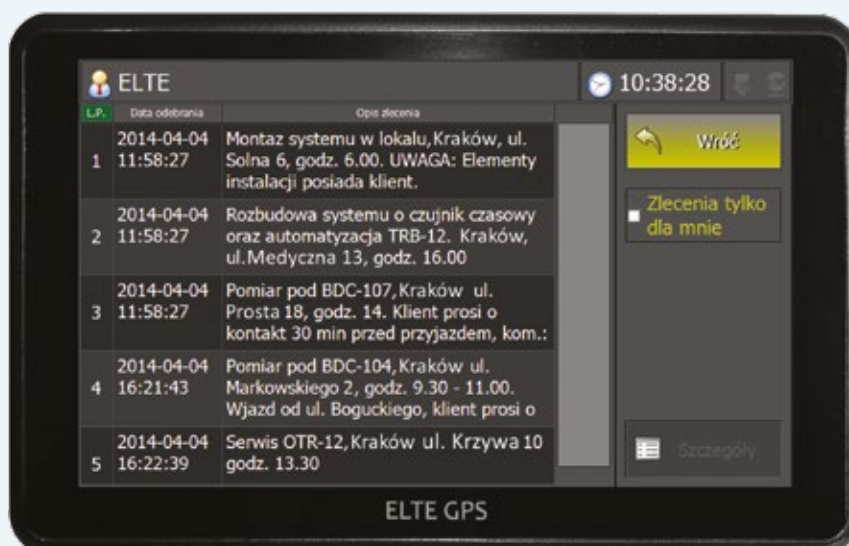 ELTE
10:38:28
L.P. Data odebrania Opis zlecenia
1 2014-04-04 11:58:27 Montaz systemu w lokalu,Kraków, ul.
Solna 6, godz. 6.00. UWAGA: Elementy
instalacji posiada klient.
2 2014-04-04 11:58:27 Rozbudowa systemu o czujnik czasowy
oraz automatyzacja TRB-12. Kraków,
ul.Medyczna 13, godz. 16.00
3 2014-04-04 11:58:27 Pomiar pod BDC-107,Kraków ul.
Prosta 18, godz. 14. Klient prosi o
kontakt 30 min przed przyjazdem, kom.:
4 2014-04-04 16:21:43 Pomiar pod BDC-104,Kraków ul.
Markowskiego 2, godz. 9.30 - 11.00.
Wjazd od ul. Boguckiego, klient prosi o
5 2014-04-04 16:22:39 Serwis OTR-12,Kraków ul. Krzywa 10
godz. 13.30
Wróć
Zlecenia tylko
dla mnie
Szczegóły
ELTE GPS